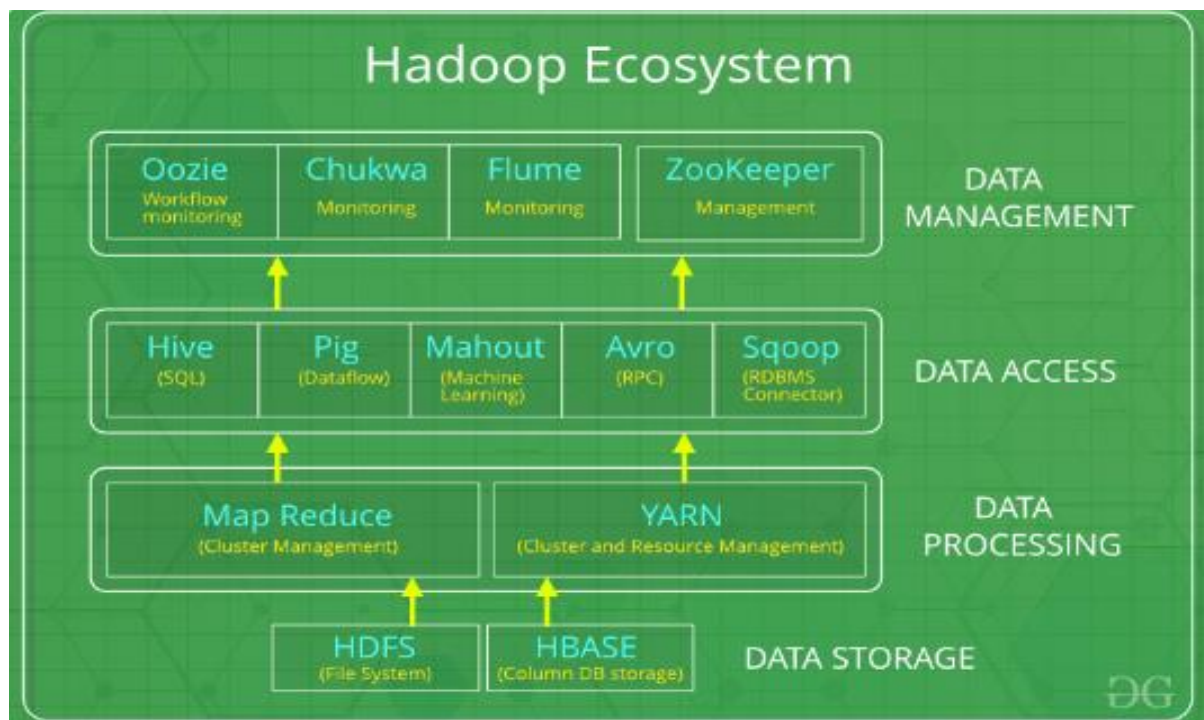 Hadoop Ecosystem
Oozie
Workflow
monitoring
Chukwa
Monitoring
Flume
Monitoring
ZooKeeper
Management
DATA
MANAGEMENT
Hive
(SQL)
Pig
(Dataflow)
Mahout
(Machine
Learning)
Avro
(RPC)
Sqoop
(RDBMS
Connector)
DATA ACCESS
Map Reduce
(Cluster Management)
YARN
(Cluster and Resource Management)
DATA
PROCESSING
HDFS
(File System)
HBASE
(Column DB storage)
DATA STORAGE